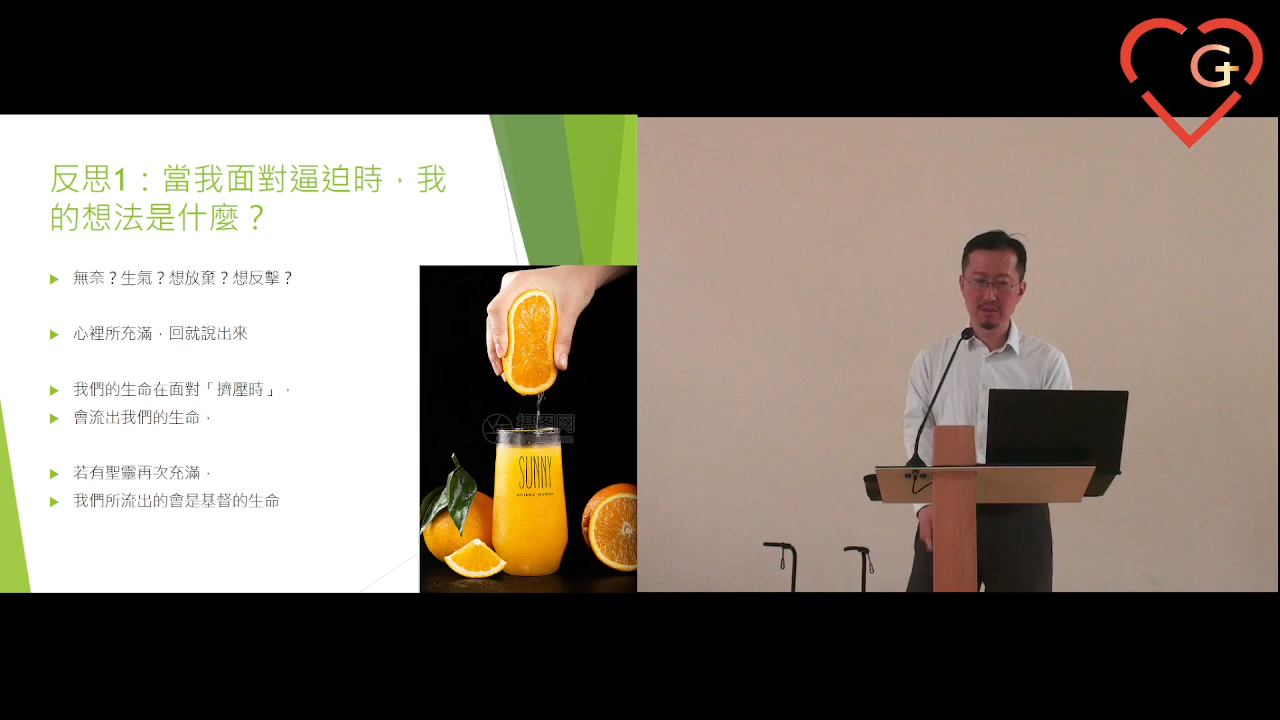 反思1：當我面對逼迫時，我
的想法是什麼？
無奈？生氣？想放棄？想反擊？
心裡所充滿，回就說出來
我們的生命在面對「擠壓時」，
會流出我們的生命，
若有聖靈再次充滿，
我們所流出的會是基督的生命
摄图网
SUNNY
G